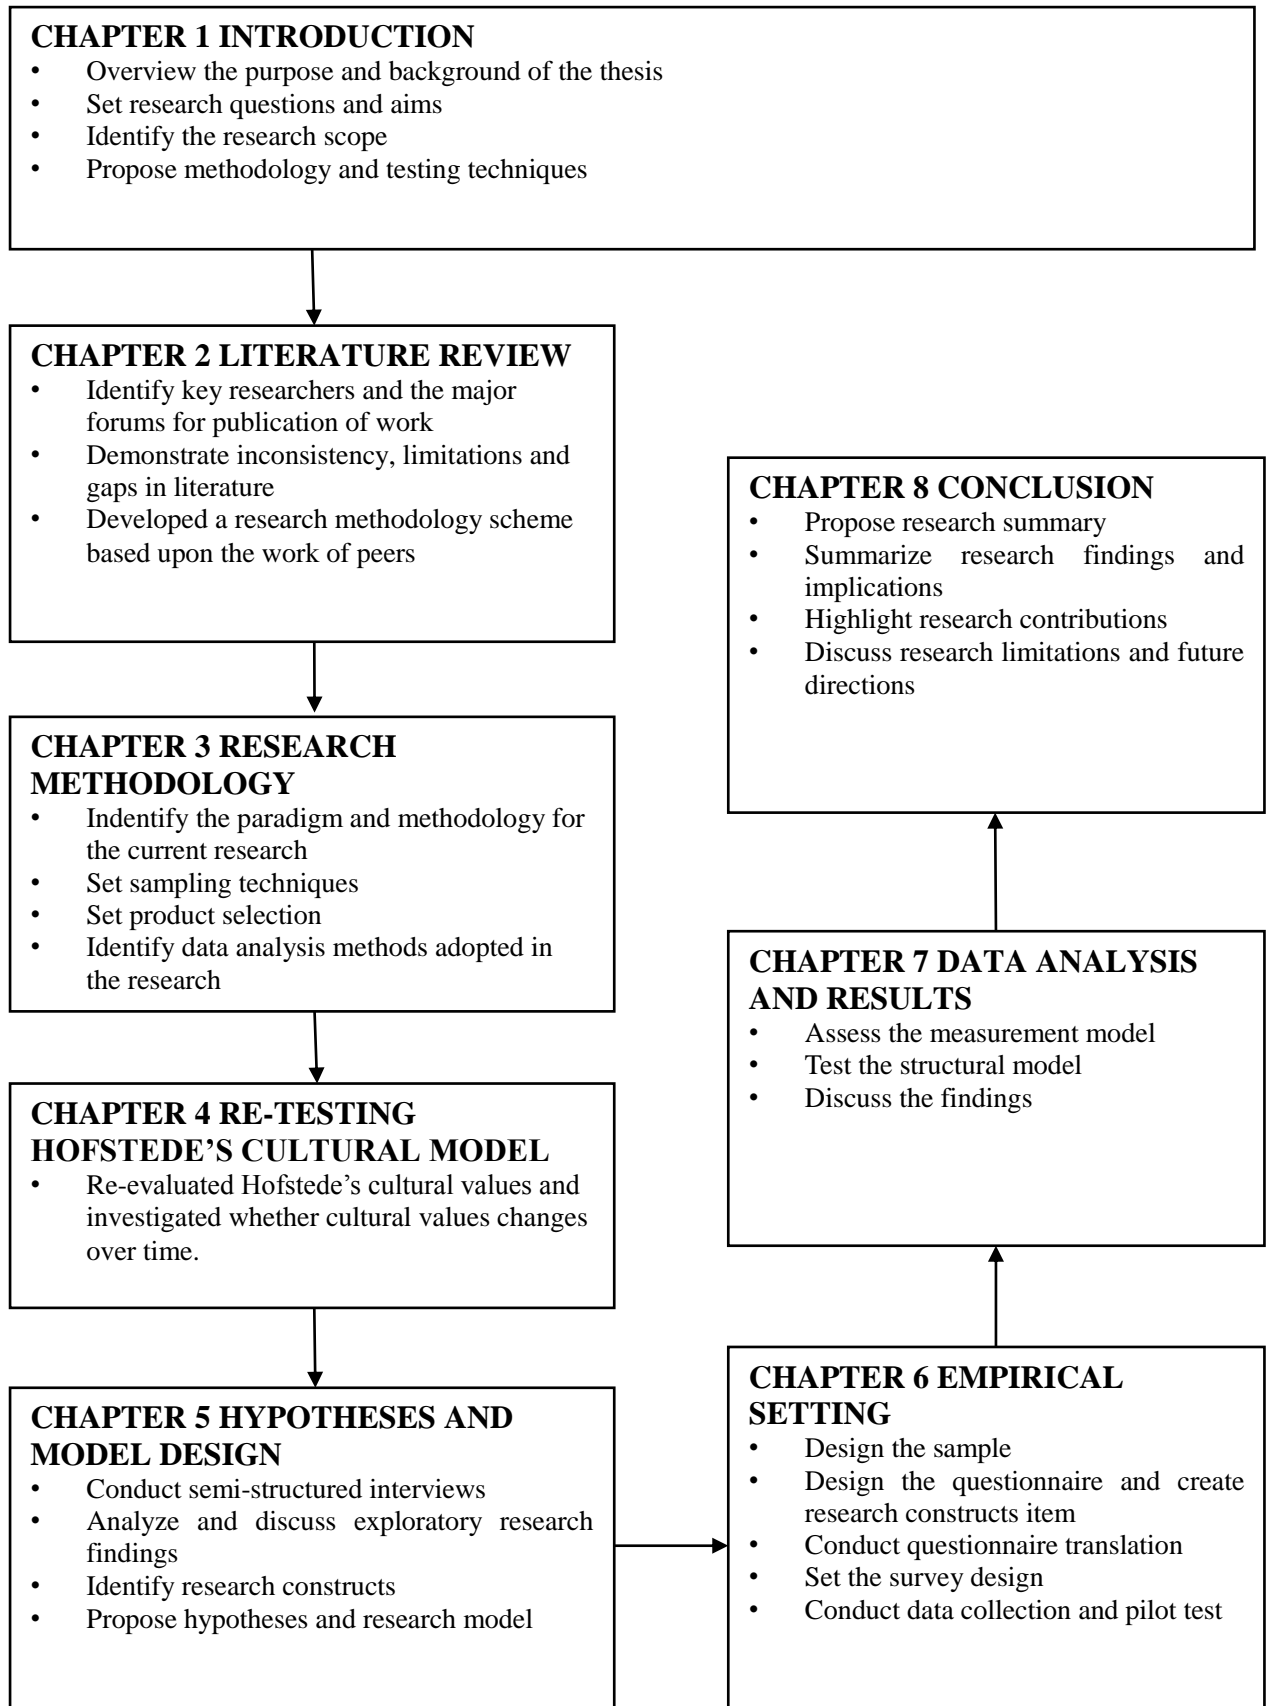 CHAPTER 1 INTRODUCTION
• Overview the purpose and background of the thesis
• Set research questions and aims
• Identify the research scope
• Propose methodology and testing techniques
CHAPTER 2 LITERATURE REVIEW
• Identify key researchers and the major
forums for publication of work
• Demonstrate inconsistency, limitations and
gaps in literature
• Developed a research methodology scheme
based upon the work of peers
CHAPTER 3 RESEARCH
METHODOLOGY
• Indentify the paradigm and methodology for
the current research
• Set sampling techniques
• Set product selection
• Identify data analysis methods adopted in
the research
CHAPTER 4 RE-TESTING
HOFSTEDE’S CULTURAL MODEL
• Re-evaluated Hofstede’s cultural values and
investigated whether cultural values changes
over time.
CHAPTER 5 HYPOTHESES AND
MODEL DESIGN
• Conduct semi-structured interviews
• Analyze and discuss exploratory research
findings
• Identify research constructs
• Propose hypotheses and research model
CHAPTER 6 EMPIRICAL
SETTING
• Design the sample
• Design the questionnaire and create
research constructs item
• Conduct questionnaire translation
• Set the survey design
• Conduct data collection and pilot test
CHAPTER 7 DATA ANALYSIS
AND RESULTS
• Assess the measurement model
• Test the structural model
• Discuss the findings
CHAPTER 8 CONCLUSION
• Propose research summary
• Summarize research findings and
implications
• Highlight research contributions
• Discuss research limitations and future
directions